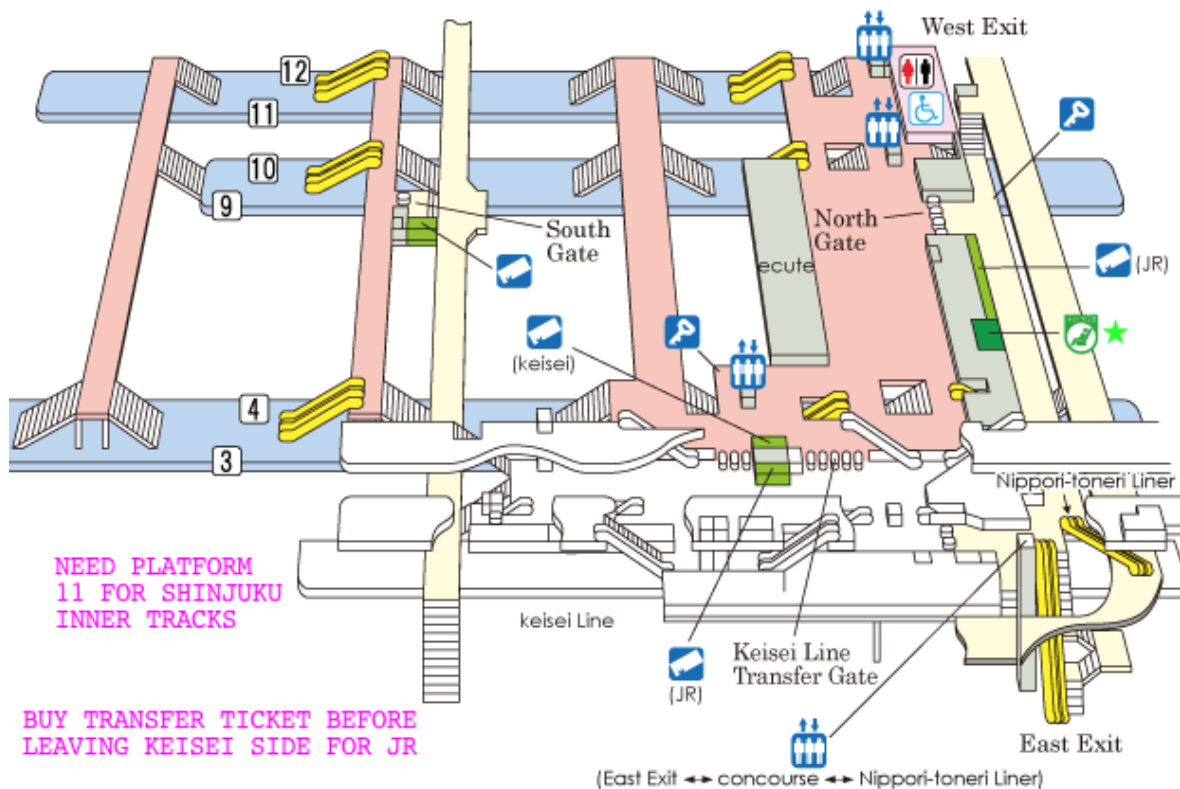 West Exit
12
11
10
9
South
Gate
North
Gate
ecute
(JR)
(keisei)
4
3
Nippori-toneri Liner
NEED PLATFORM
11 FOR SHINJUKU
INNER TRACKS
keisei Line
Keisei Line
Transfer Gate
(JR)
BUY TRANSFER TICKET BEFORE
LEAVING KEISEI SIDE FOR JR
East Exit
(East Exit ↔ concourse ↔ Nippori-toneri Liner)